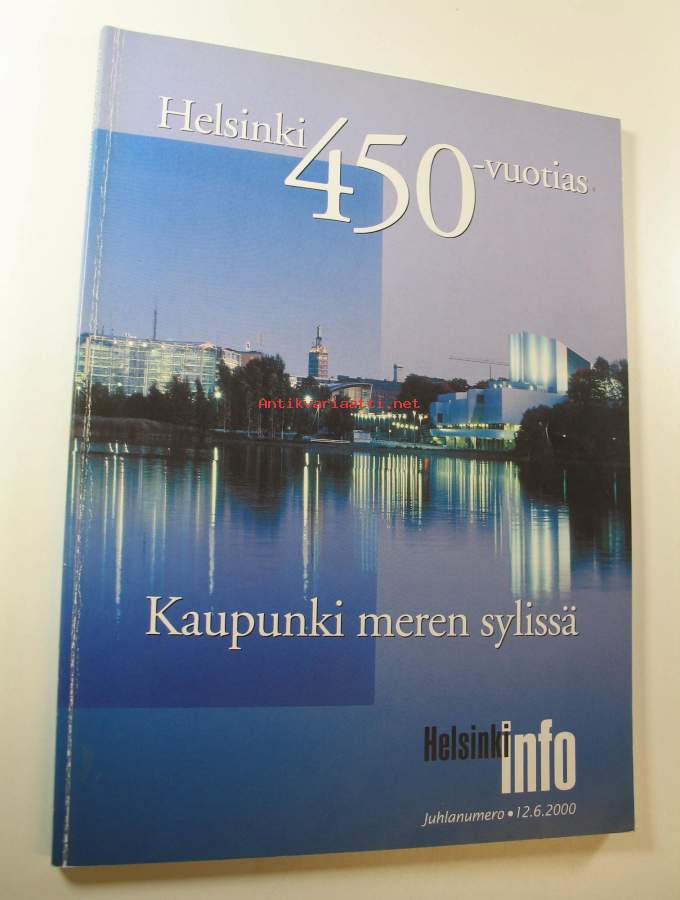 Helsinki 450-vuotias
Antikvariaatti.net
Kaupunki meren sylissä
Helsinki
info
Juhlanumero • 12.6.2000